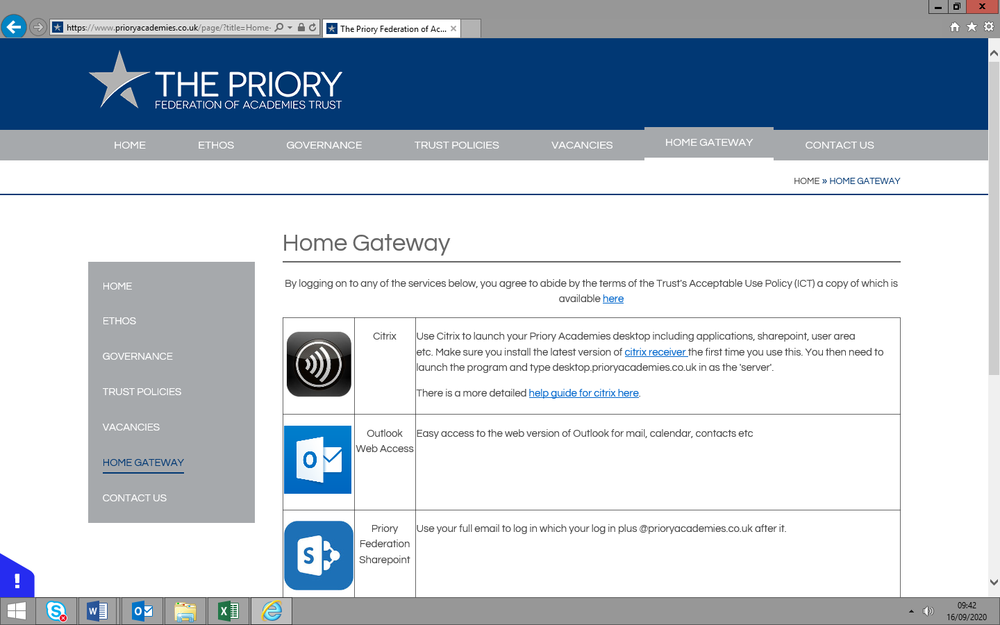 https://www.prioryacademies.co.uk/page/?title=Home-
The Priory Federation of Ac...
THE PRIORY
FEDERATION OF ACADEMIES TRUST
HOME
ETHOS
GOVERNANCE
TRUST POLICIES
VACANCIES
HOME GATEWAY
CONTACT US
HOME » HOME GATEWAY
Home Gateway
HOME
ETHOS
GOVERNANCE
TRUST POLICIES
VACANCIES
HOME GATEWAY
CONTACT US
By logging on to any of the services below, you agree to abide by the terms of the Trust's Acceptable Use Policy (ICT) a copy of which is
available here
Citrix
Use Citrix to launch your Priory Academies desktop including applications, sharepoint, user area
etc. Make sure you install the latest version of citrix receiver the first time you use this. You then need to
launch the program and type desktop.prioryacademies.co.uk in as the 'server'.
There is a more detailed help guide for citrix here.
Outlook
Web Access
Easy access to the web version of Outlook for mail, calendar, contacts etc
Priory
Federation
Sharepoint
Use your full email to log in which your log in plus @prioryacademies.co.uk after it.
09:42
16/09/2020